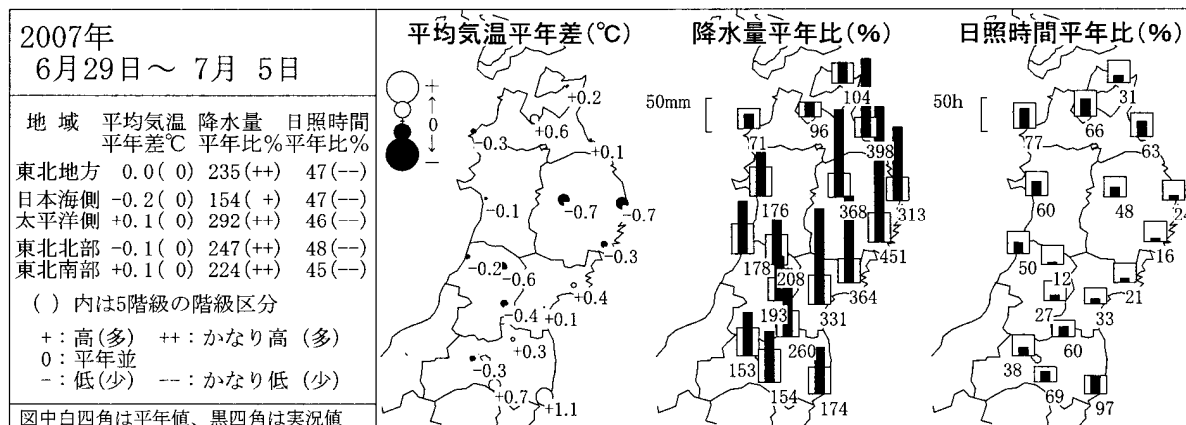 2007年
6月29日～ 7月 5日
地 域 平均気温 降水量 日照時間
平年差℃ 平年比% 平年比%
東北地方 0.0( 0) 235(++) 47(--)
日本海側 -0.2( 0) 154( +) 47(--)
太平洋側 +0.1( 0) 292(++) 46(--)
東北北部 -0.1( 0) 247(++) 48(--)
東北南部 +0.1( 0) 224(++) 45(--)
( ) 内は5階級の階級区分
+：高(多) ++：かなり高 (多)
0：平年並
-：低(少) --：かなり低 (少)
図中白四角は平年値、黒四角は実況値
平均気温平年差(℃)
+
↑
0
↓
-
+0.2
+0.6
-0.3
+0.1
-0.1
-0.7
-0.7
-0.3
-0.2
-0.6
+0.4
-0.4
+0.1
+0.3
-0.3
+0.7
+1.1
降水量平年比(%)
50mm
104
96
71
398
176
368
313
178
208
451
364
193
331
260
153
154
174
日照時間平年比(%)
50h
31
66
77
63
60
48
24
16
50
12
21
27
33
60
38
69
97